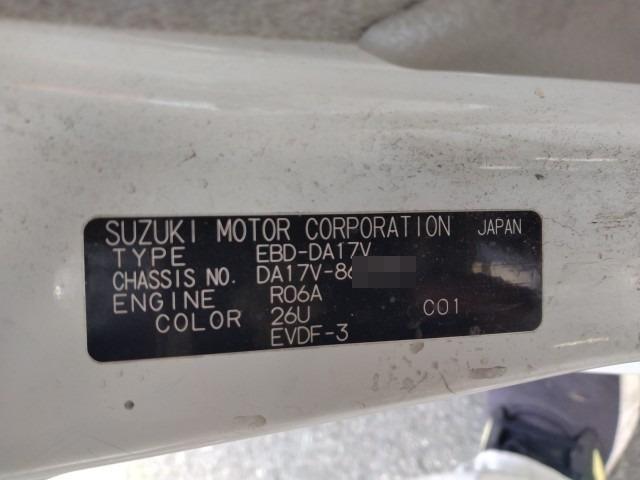 SUZUKI MOTOR CORPORATION JAPAN
TYPE EBD-DA17V
CHASSIS NO. DA17V-86
ENGINE R06A C01
COLOR 26U
EVDF-3